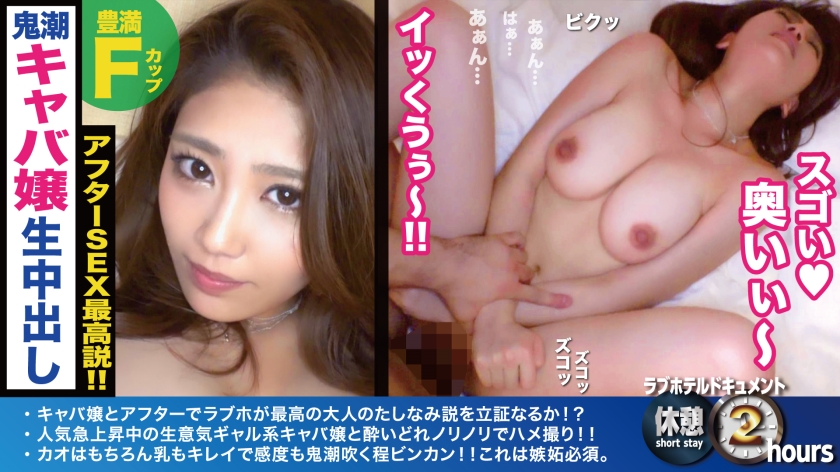 鬼潮
キャバ嬢
生中出し
豊満
Fカップ
アフターSEX最高説!!
イッくうぅ〜!!
あぁん…
はぁ…
あぁん…
ビクッ
スゴい♥
奥いぃ〜
ズコッ
ズコッ
ラブホテルドキュメント
休憩
short stay
2
hours
・キャバ嬢とアフターでラブホが最高の大人のたしなみ説を立証なるか!?
・人気急上昇中の生意気ギャル系キャバ嬢と酔いどれノリノリでハメ撮り!!
・カオはもちろん乳もキレイで感度も鬼潮吹く程ビンカン!!これは嫉妬必須。